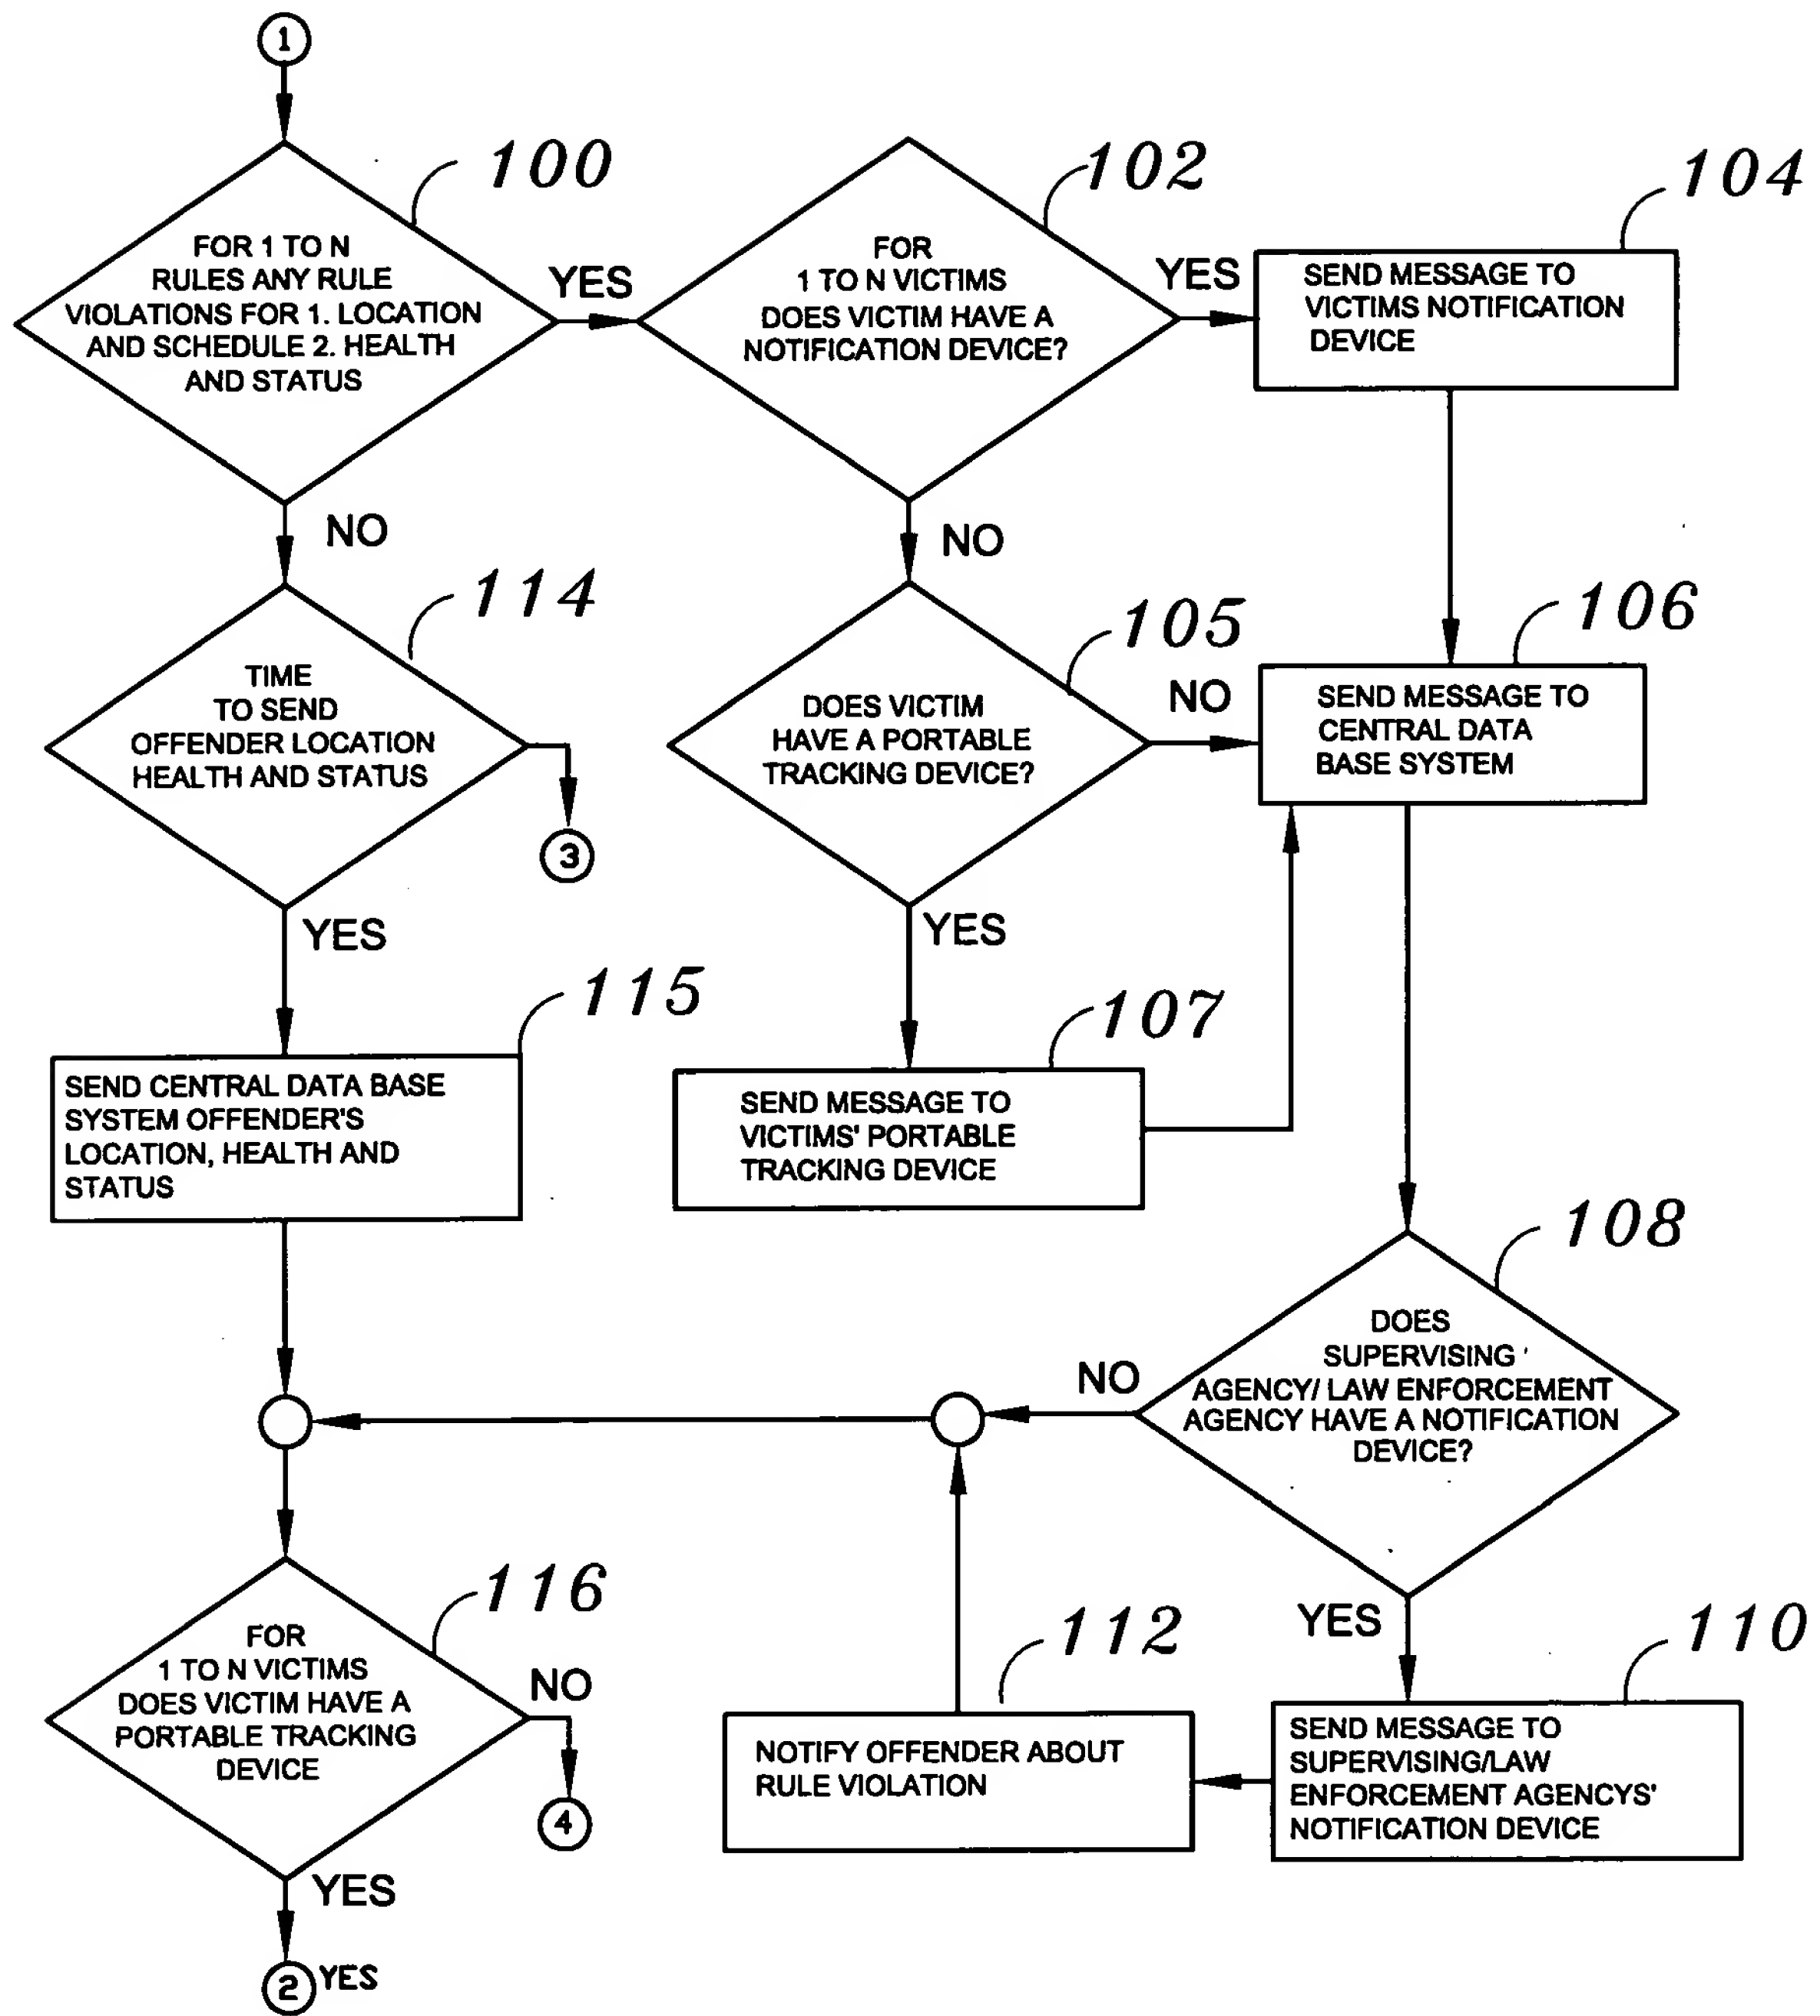 1
100
FOR 1 TO N
RULES ANY RULE
VIOLATIONS FOR 1. LOCATION
AND SCHEDULE 2. HEALTH
AND STATUS
YES
NO
102
FOR
1 TO N VICTIMS
DOES VICTIM HAVE A
NOTIFICATION DEVICE?
YES
NO
104
SEND MESSAGE TO
VICTIMS NOTIFICATION
DEVICE
114
TIME
TO SEND
OFFENDER LOCATION
HEALTH AND STATUS
3
YES
105
DOES VICTIM
HAVE A PORTABLE
TRACKING DEVICE?
NO
YES
106
SEND MESSAGE TO
CENTRAL DATA
BASE SYSTEM
115
SEND CENTRAL DATA BASE
SYSTEM OFFENDER'S
LOCATION, HEALTH AND
STATUS
107
SEND MESSAGE TO
VICTIMS' PORTABLE
TRACKING DEVICE
108
DOES
SUPERVISING
AGENCY/ LAW ENFORCEMENT
AGENCY HAVE A NOTIFICATION
DEVICE?
NO
YES
116
FOR
1 TO N VICTIMS
DOES VICTIM HAVE A
PORTABLE TRACKING
DEVICE
NO
4
YES
2 YES
112
NOTIFY OFFENDER ABOUT
RULE VIOLATION
110
SEND MESSAGE TO
SUPERVISING/LAW
ENFORCEMENT AGENCYS'
NOTIFICATION DEVICE